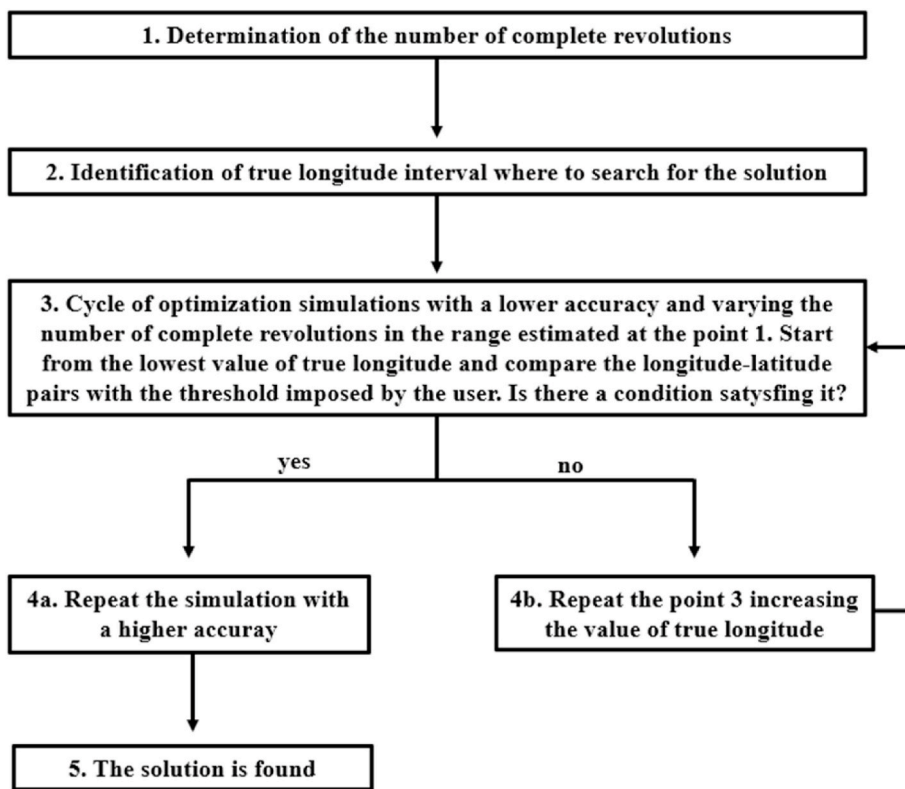 1. Determination of the number of complete revolutions
2. Identification of true longitude interval where to search for the solution
3. Cycle of optimization simulations with a lower accuracy and varying the
number of complete revolutions in the range estimated at the point 1. Start
from the lowest value of true longitude and compare the longitude-latitude
pairs with the threshold imposed by the user. Is there a condition satysfing it?
yes
no
4a. Repeat the simulation with
a higher accuray
4b. Repeat the point 3 increasing
the value of true longitude
5. The solution is found